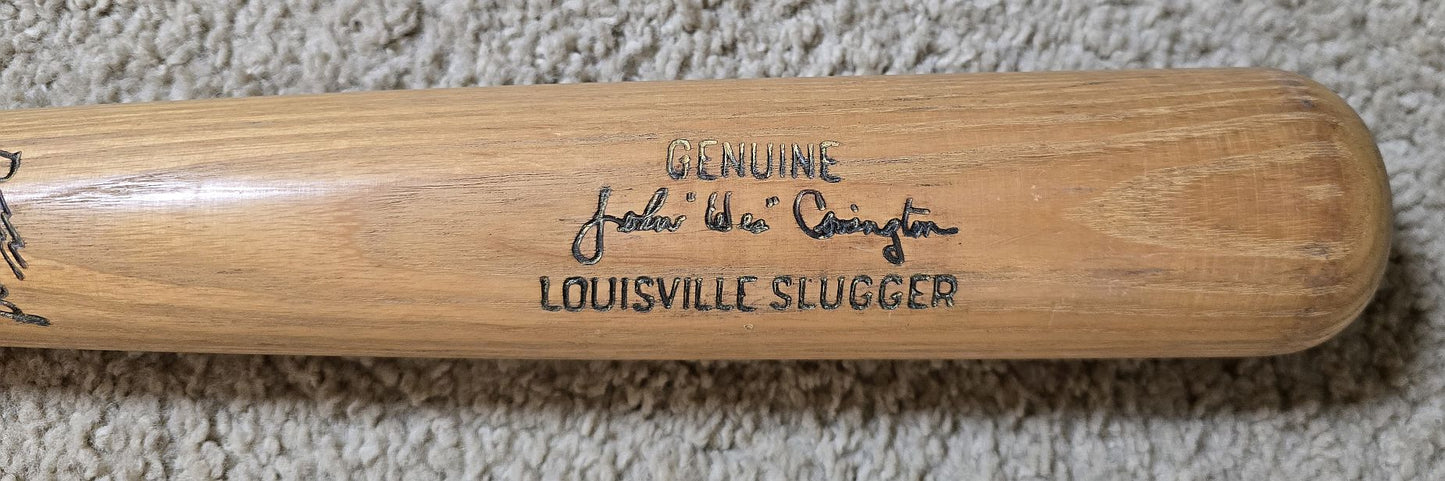 GENUINE
John "Wes" Covington
LOUISVILLE SLUGGER